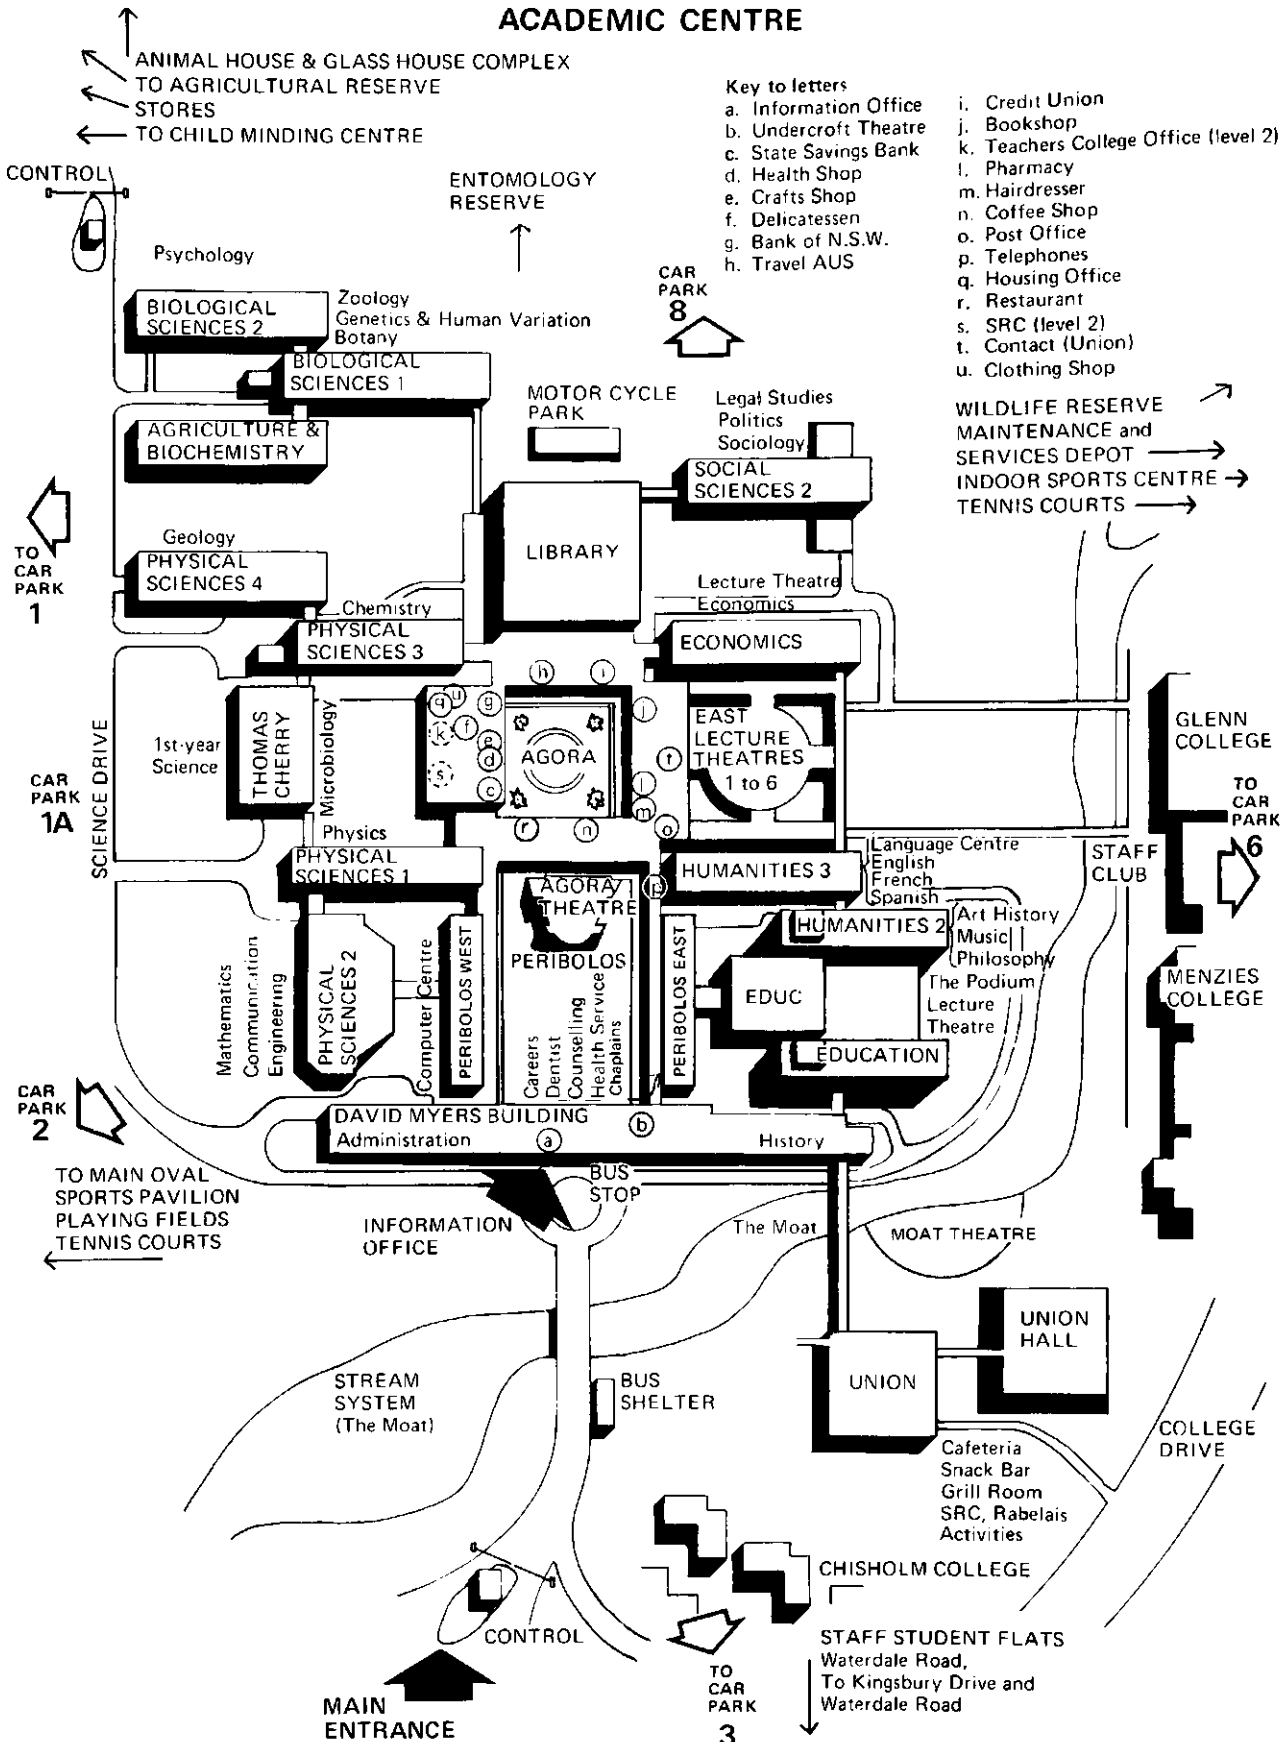 ACADEMIC CENTRE
ANIMAL HOUSE & GLASS HOUSE COMPLEX
TO AGRICULTURAL RESERVE
STORES
TO CHILD MINDING CENTRE
Key to letters
a. Information Office
b. Undercroft Theatre
c. State Savings Bank
d. Health Shop
e. Crafts Shop
f. Delicatessen
g. Bank of N.S.W.
h. Travel AUS
i. Credit Union
j. Bookshop
k. Teachers College Office (level 2)
l. Pharmacy
m. Hairdresser
n. Coffee Shop
o. Post Office
p. Telephones
q. Housing Office
r. Restaurant
s. SRC (level 2)
t. Contact (Union)
u. Clothing Shop
CONTROL
ENTOMOLOGY
RESERVE
Psychology
CAR
PARK
8
BIOLOGICAL
SCIENCES 2
Zoology
Genetics & Human Variation
Botany
BIOLOGICAL
SCIENCES 1
MOTOR CYCLE
PARK
Legal Studies
Politics
Sociology
WILDLIFE RESERVE
MAINTENANCE and
SERVICES DEPOT
INDOOR SPORTS CENTRE
TENNIS COURTS
AGRICULTURE &
BIOCHEMISTRY
SOCIAL
SCIENCES 2
LIBRARY
TO
CAR
PARK
1
Geology
PHYSICAL
SCIENCES 4
Lecture Theatre
Economics
Chemistry
PHYSICAL
SCIENCES 3
ECONOMICS
h
i
u
q
g
f
k
e
d
s
c
j
t
l
m
r
n
o
AGORA
EAST
LECTURE
THEATRES
1 to 6
GLENN
COLLEGE
THOMAS
CHERRY
Microbiology
1st-year
Science
SCIENCE DRIVE
CAR
PARK
1A
TO
CAR
PARK
6
Physics
PHYSICAL
SCIENCES 1
AGORA
THEATRE
p
HUMANITIES 3
Language Centre
English
French
Spanish
STAFF
CLUB
HUMANITIES 2
Art History
Music
Philosophy
The Podium
Lecture
Theatre
PERIBOLOS
PERIBOLOS WEST
PERIBOLOS EAST
EDUC
EDUCATION
MENZIES
COLLEGE
Mathematics
Communication
Engineering
PHYSICAL
SCIENCES 2
Computer Centre
Careers
Dentist
Counselling
Health Service
Chaplains
CAR
PARK
2
DAVID MYERS BUILDING
Administration
a
b
History
TO MAIN OVAL
SPORTS PAVILION
PLAYING FIELDS
TENNIS COURTS
BUS
STOP
INFORMATION
OFFICE
The Moat
MOAT THEATRE
UNION
HALL
UNION
STREAM
SYSTEM
(The Moat)
BUS
SHELTER
COLLEGE
DRIVE
Cafeteria
Snack Bar
Grill Room
SRC, Rabelais
Activities
CHISHOLM COLLEGE
CONTROL
STAFF STUDENT FLATS
Waterdale Road,
To Kingsbury Drive and
Waterdale Road
TO
CAR
PARK
3
MAIN
ENTRANCE